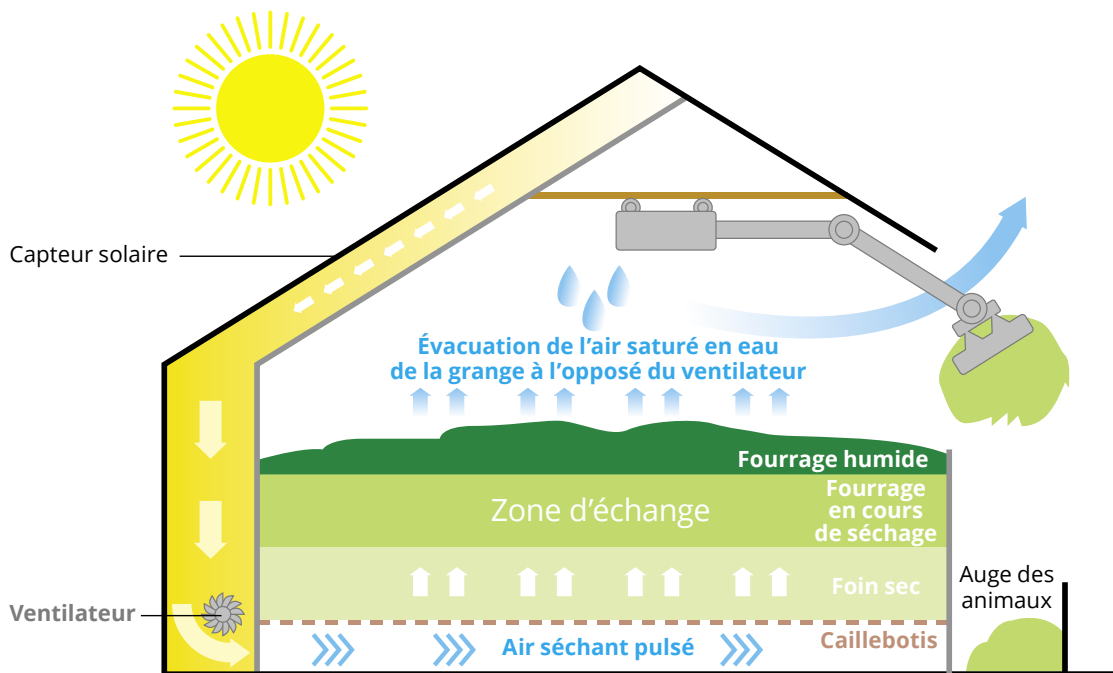 Capteur solaire
Évacuation de l’air saturé en eau
de la grange à l’opposé du ventilateur
Fourrage humide
Zone d’échange
Fourrage
en cours
de séchage
Foin sec
Auge des
animaux
Ventilateur
Caillebotis
Air séchant pulsé